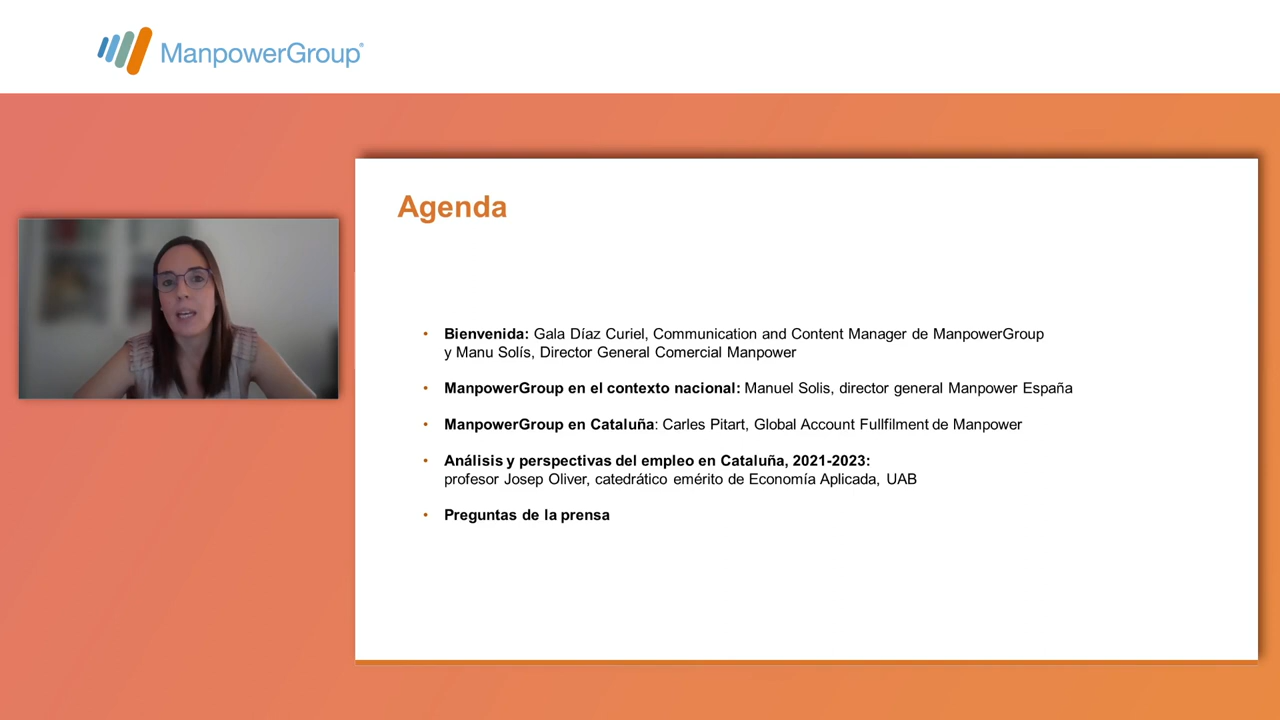 ManpowerGroup®
Agenda
• Bienvenida: Gala Díaz Curiel, Communication and Content Manager de ManpowerGroup
y Manu Solís, Director General Comercial Manpower
• ManpowerGroup en el contexto nacional: Manuel Solis, director general Manpower España
• ManpowerGroup en Cataluña: Carles Pitart, Global Account Fullfilment de Manpower
• Análisis y perspectivas del empleo en Cataluña, 2021-2023:
profesor Josep Oliver, catedrático emérito de Economía Aplicada, UAB
• Preguntas de la prensa